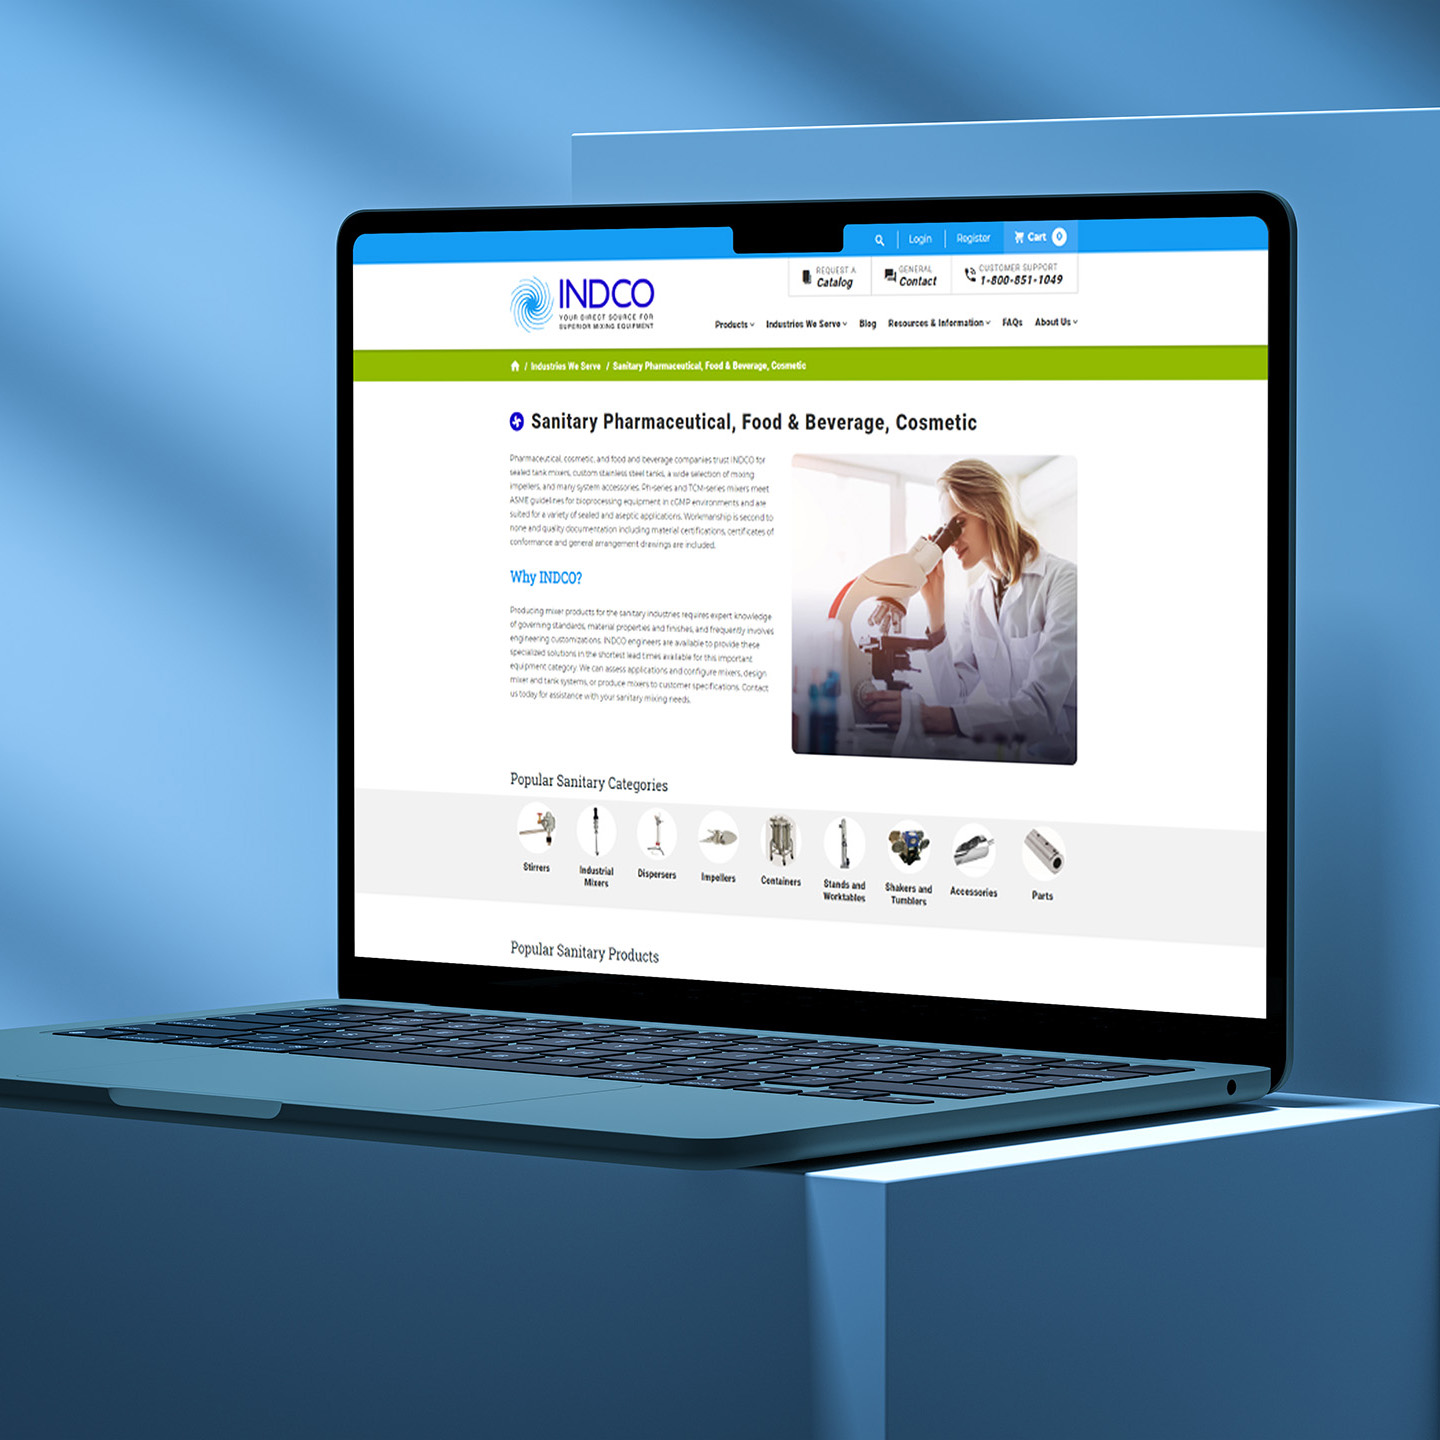 Login
Register
Cart
0
INDCO
YOUR DIRECT SOURCE FOR
SUPERIOR MIXING EQUIPMENT
REQUEST A
Catalog
GENERAL
Contact
CUSTOMER SUPPORT
1-800-851-1049
Products
Industries We Serve
Blog
Resources & Information
FAQs
About Us
/ Industries We Serve / Sanitary Pharmaceutical, Food & Beverage, Cosmetic
Sanitary Pharmaceutical, Food & Beverage, Cosmetic
Pharmaceutical, cosmetic, and food and beverage companies trust INDCO for
sealed tank mixers, custom stainless steel tanks, a wide selection of mixing
impellers, and many system accessories. PH-series and TCM-series mixers meet
ASME guidelines for bioprocessing equipment in cGMP environments and are
suited for a variety of sealed and aseptic applications. Workmanship is second to
none and quality documentation including material certifications, certificates of
conformance and general arrangement drawings are included.
Why INDCO?
Producing mixer products for the sanitary industries requires expert knowledge
of governing standards, material properties and finishes, and frequently involves
engineering customizations. INDCO engineers are available to provide these
specialized solutions in the shortest lead times available for this important
equipment category. We can assess applications and configure mixers, design
mixer and tank systems, or produce mixers to customer specifications. Contact
us today for assistance with your sanitary mixing needs.
Popular Sanitary Categories
Stirrers
Industrial
Mixers
Dispersers
Impellers
Containers
Stands and
Worktables
Shakers and
Tumblers
Accessories
Parts
Popular Sanitary Products